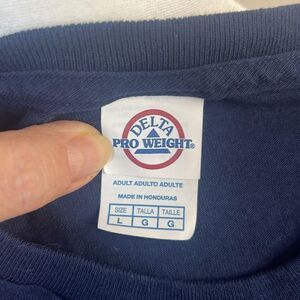 DELTA
PRO WEIGHT®
ADULT ADULTO ADULTE
MADE IN HONDURAS
SIZE TALLA TAILLE
L G G